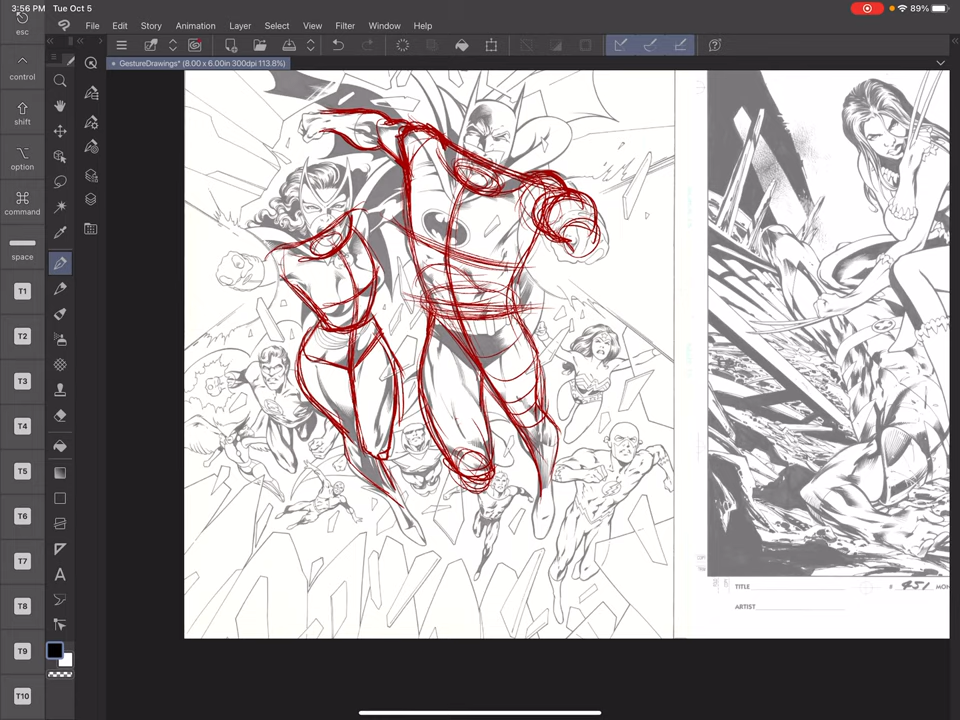 3:56 PM Tue Oct 5
89%
esc
File Edit Story Animation Layer Select View Filter Window Help
control
GestureDrawings* (8.00 x 6.00in 300dpi 113.8%)
shift
option
command
space
T1
T2
T3
T4
T5
T6
T7
A
T8
T9
T10
TITLE
# 451 MON
ARTIST